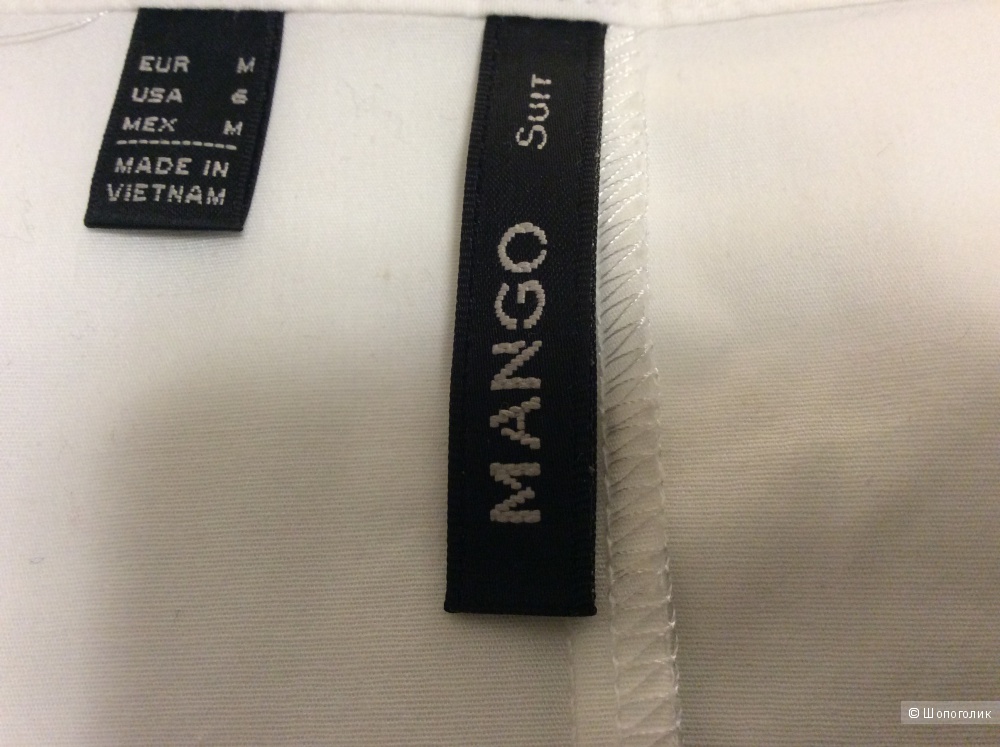 EUR M
USA 6
MEX M
MADE IN
VIETNAM
MANGO Suit
© Шопоголик